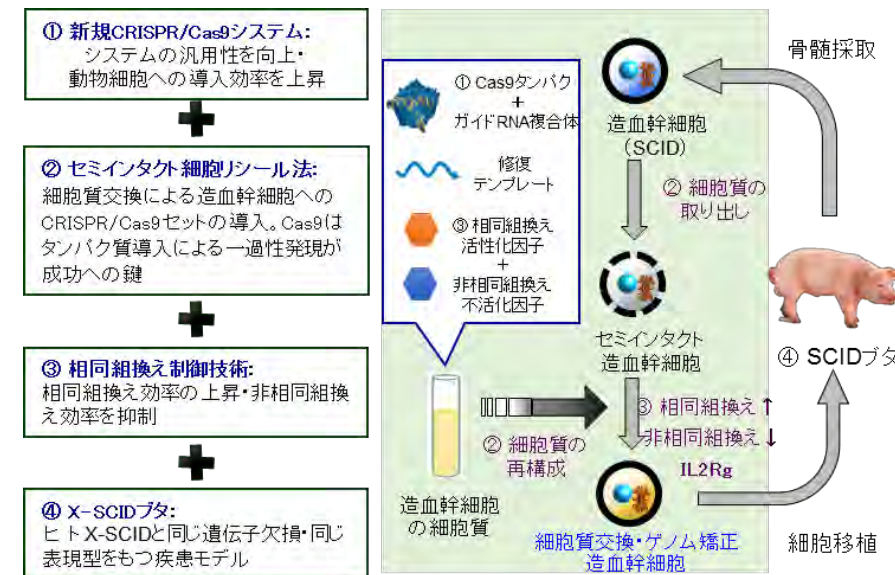 ① 新規CRISPR/Cas9システム:
システムの汎用性を向上・
動物細胞への導入効率を上昇
② セミインタクト細胞リシール法:
細胞質交換による造血幹細胞への
CRISPR/Cas9セットの導入。Cas9は
タンパク質導入による一過性発現が
成功への鍵
③ 相同組換え制御技術:
相同組換え効率の上昇・非相同組換
え効率を抑制
④ X-SCIDブタ:
ヒトX-SCIDと同じ遺伝子欠損・同じ
表現型をもつ疾患モデル
① Cas9タンパク
+
ガイドRNA複合体
修復
テンプレート
③ 相同組換え
活性化因子
+
非相同組換え
不活化因子
造血幹細胞
の細胞質
② 細胞質の
再構成
造血幹細胞
(SCID)
② 細胞質の
取り出し
セミインタクト
造血幹細胞
③ 相同組換え↑
非相同組換え↓
IL2Rg
細胞質交換・ゲノム矯正
造血幹細胞
骨髄採取
④ SCIDブタ
細胞移植